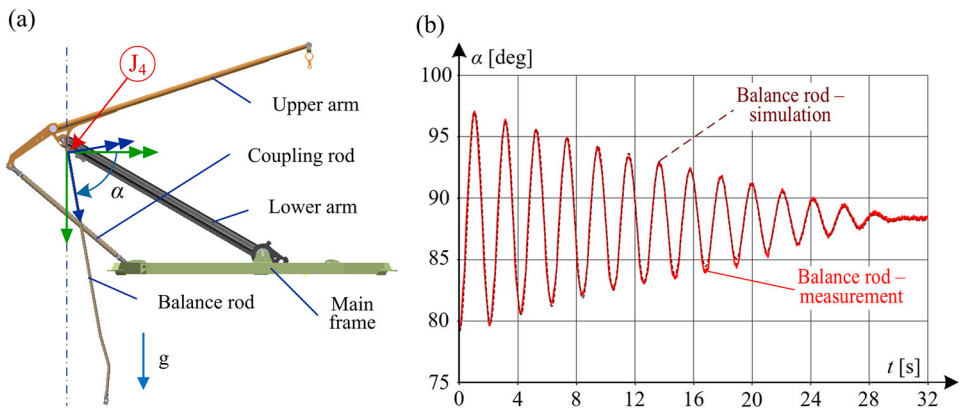 (a)
J4
Upper arm
Coupling rod
α
Lower arm
Balance rod
Main
frame
g
(b)
α [deg]
100
95
90
85
80
75
Balance rod –
simulation
Balance rod –
measurement
t [s]
0 4 8 12 16 20 24 28 32